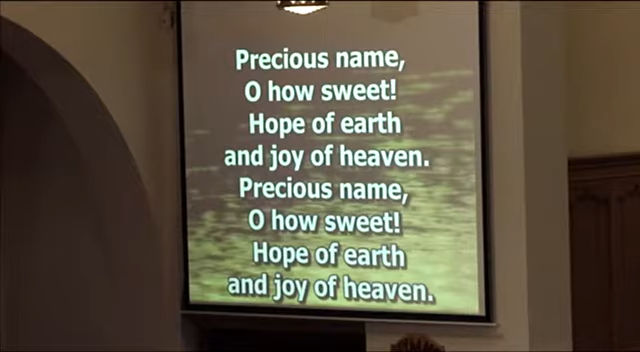 Precious name,
O how sweet!
Hope of earth
and joy of heaven.
Precious name,
O how sweet!
Hope of earth
and joy of heaven.